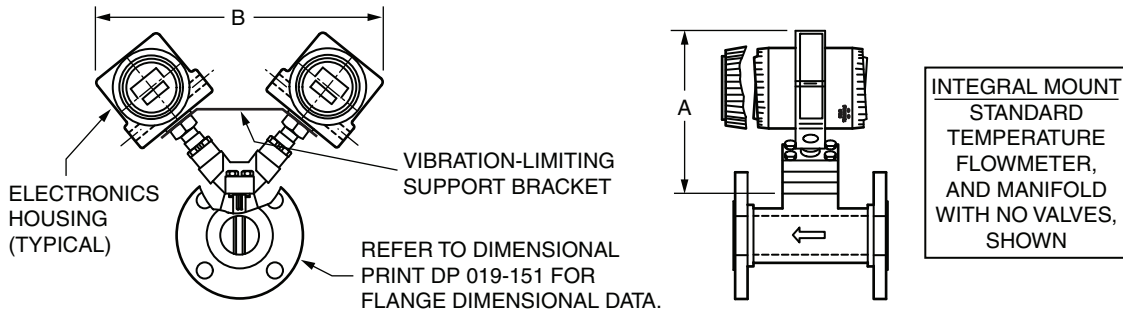 B
ELECTRONICS
HOUSING
(TYPICAL)
VIBRATION-LIMITING
SUPPORT BRACKET
REFER TO DIMENSIONAL
PRINT DP 019-151 FOR
FLANGE DIMENSIONAL DATA.
A
INTEGRAL MOUNT
STANDARD
TEMPERATURE
FLOWMETER,
AND MANIFOLD
WITH NO VALVES,
SHOWN